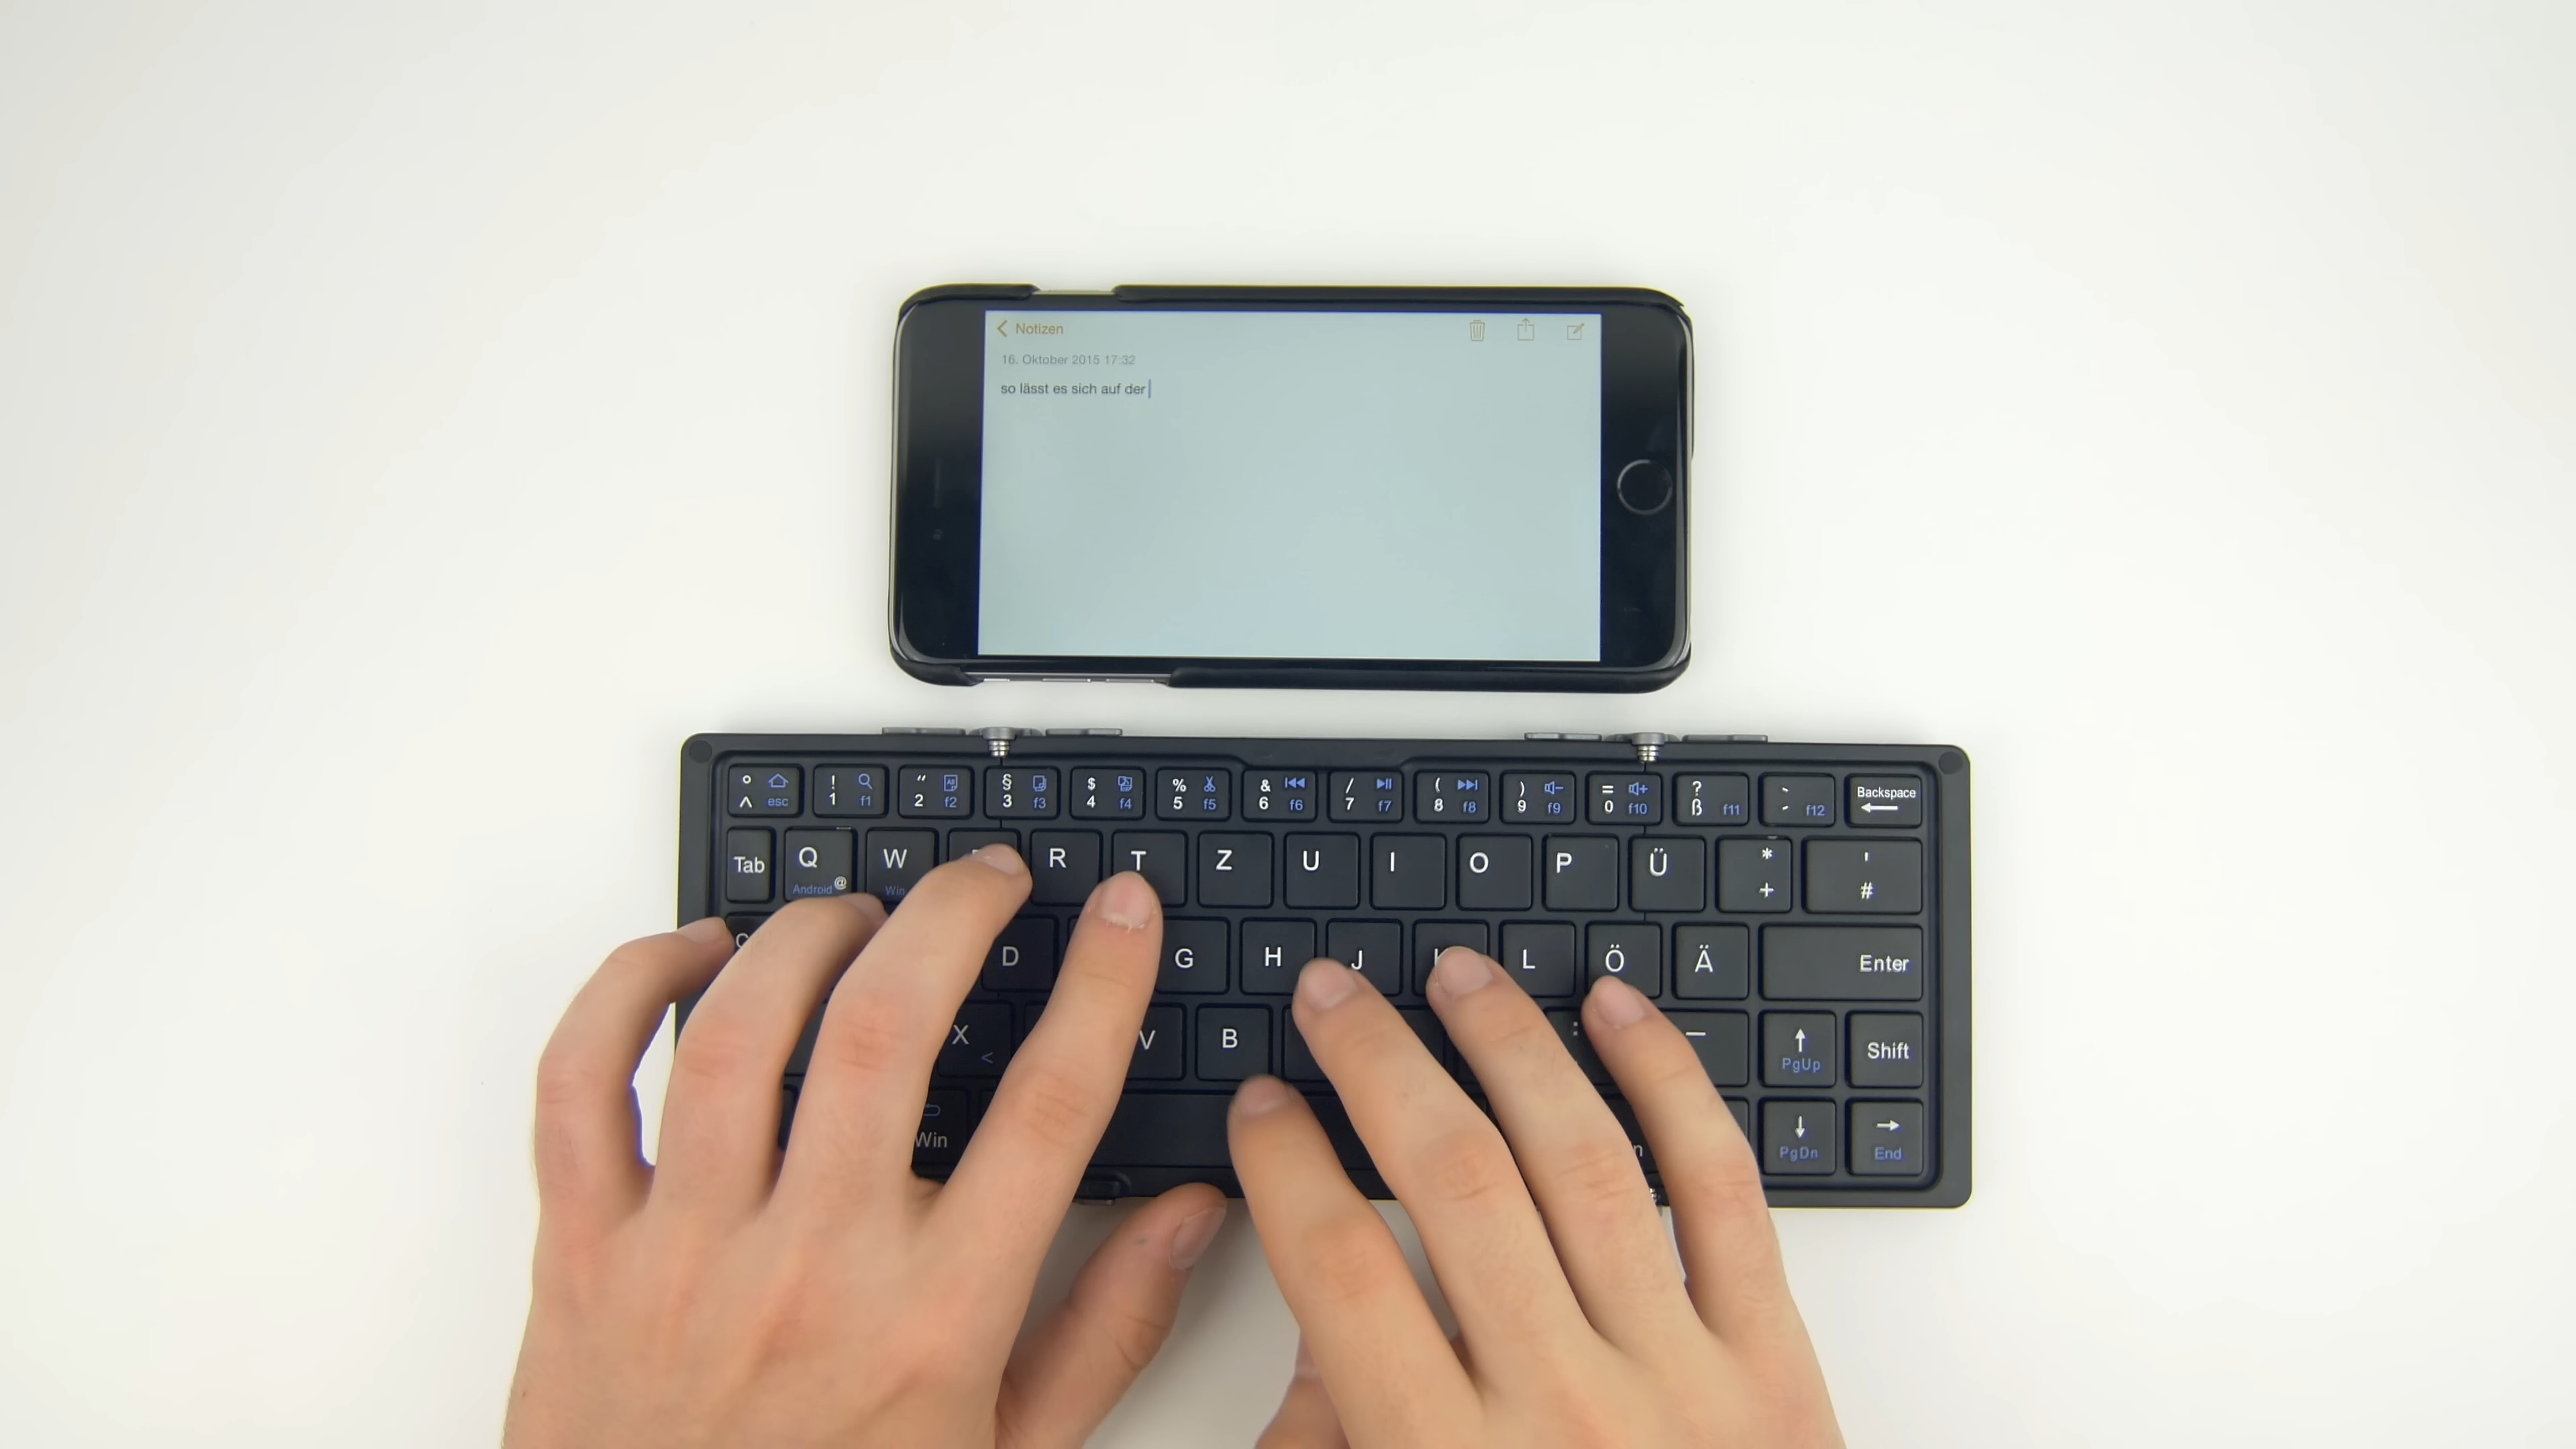 Notizen
16. Oktober 2015 17:32
so lässt es sich auf der
° ^ esc ! 1 f1 " 2 f2 § 3 f3 $ 4 f4 % 5 f5 & 6 f6 / 7 f7 ( 8 f8 ) 9 f9 = 0 f10 ? ß f11 ` ´ f12 Backspace
Tab Q @ Android W Win R T Z U I O P Ü * + ' #
D G H J K L Ö Ä Enter
X < V B : _ ↑ PgUp Shift
Win ↓ PgDn → End